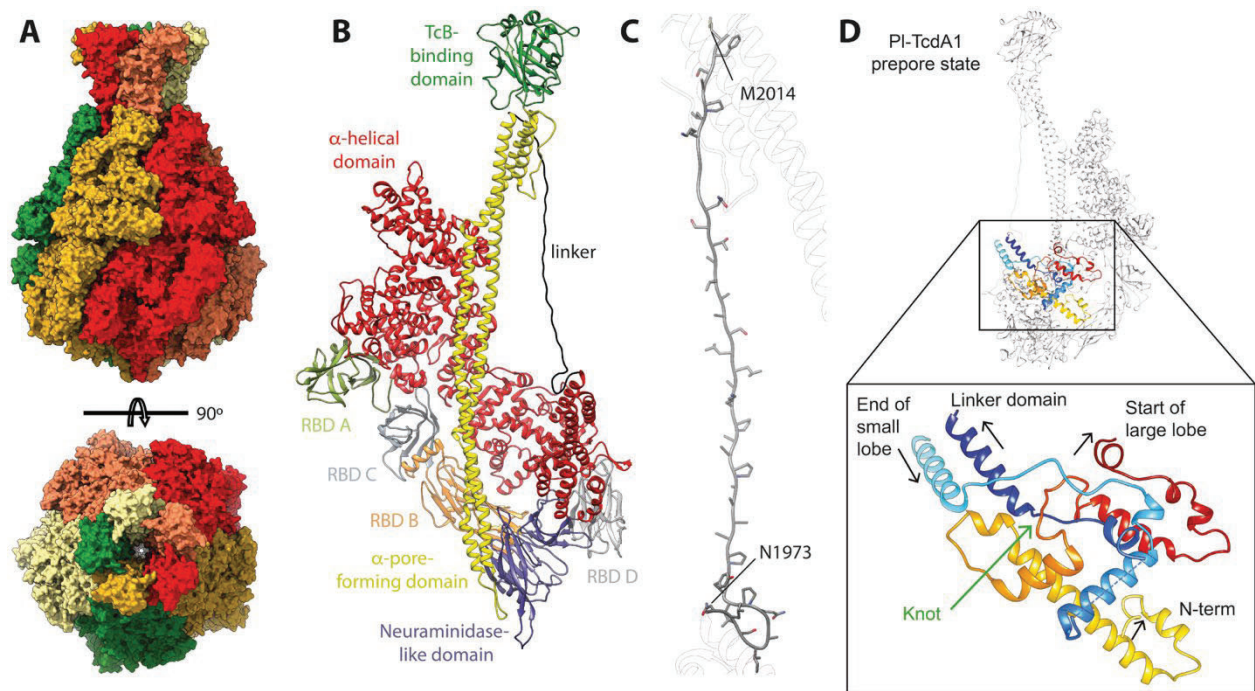 A
90º
B
TcB-
binding
domain
α-helical
domain
linker
RBD A
RBD C
RBD B
α-pore-
forming domain
RBD D
Neuraminidase-
like domain
C
M2014
N1973
D
Pl-TcdA1
prepore state
End of
small lobe
Linker domain
Start of
large lobe
Knot
N-term